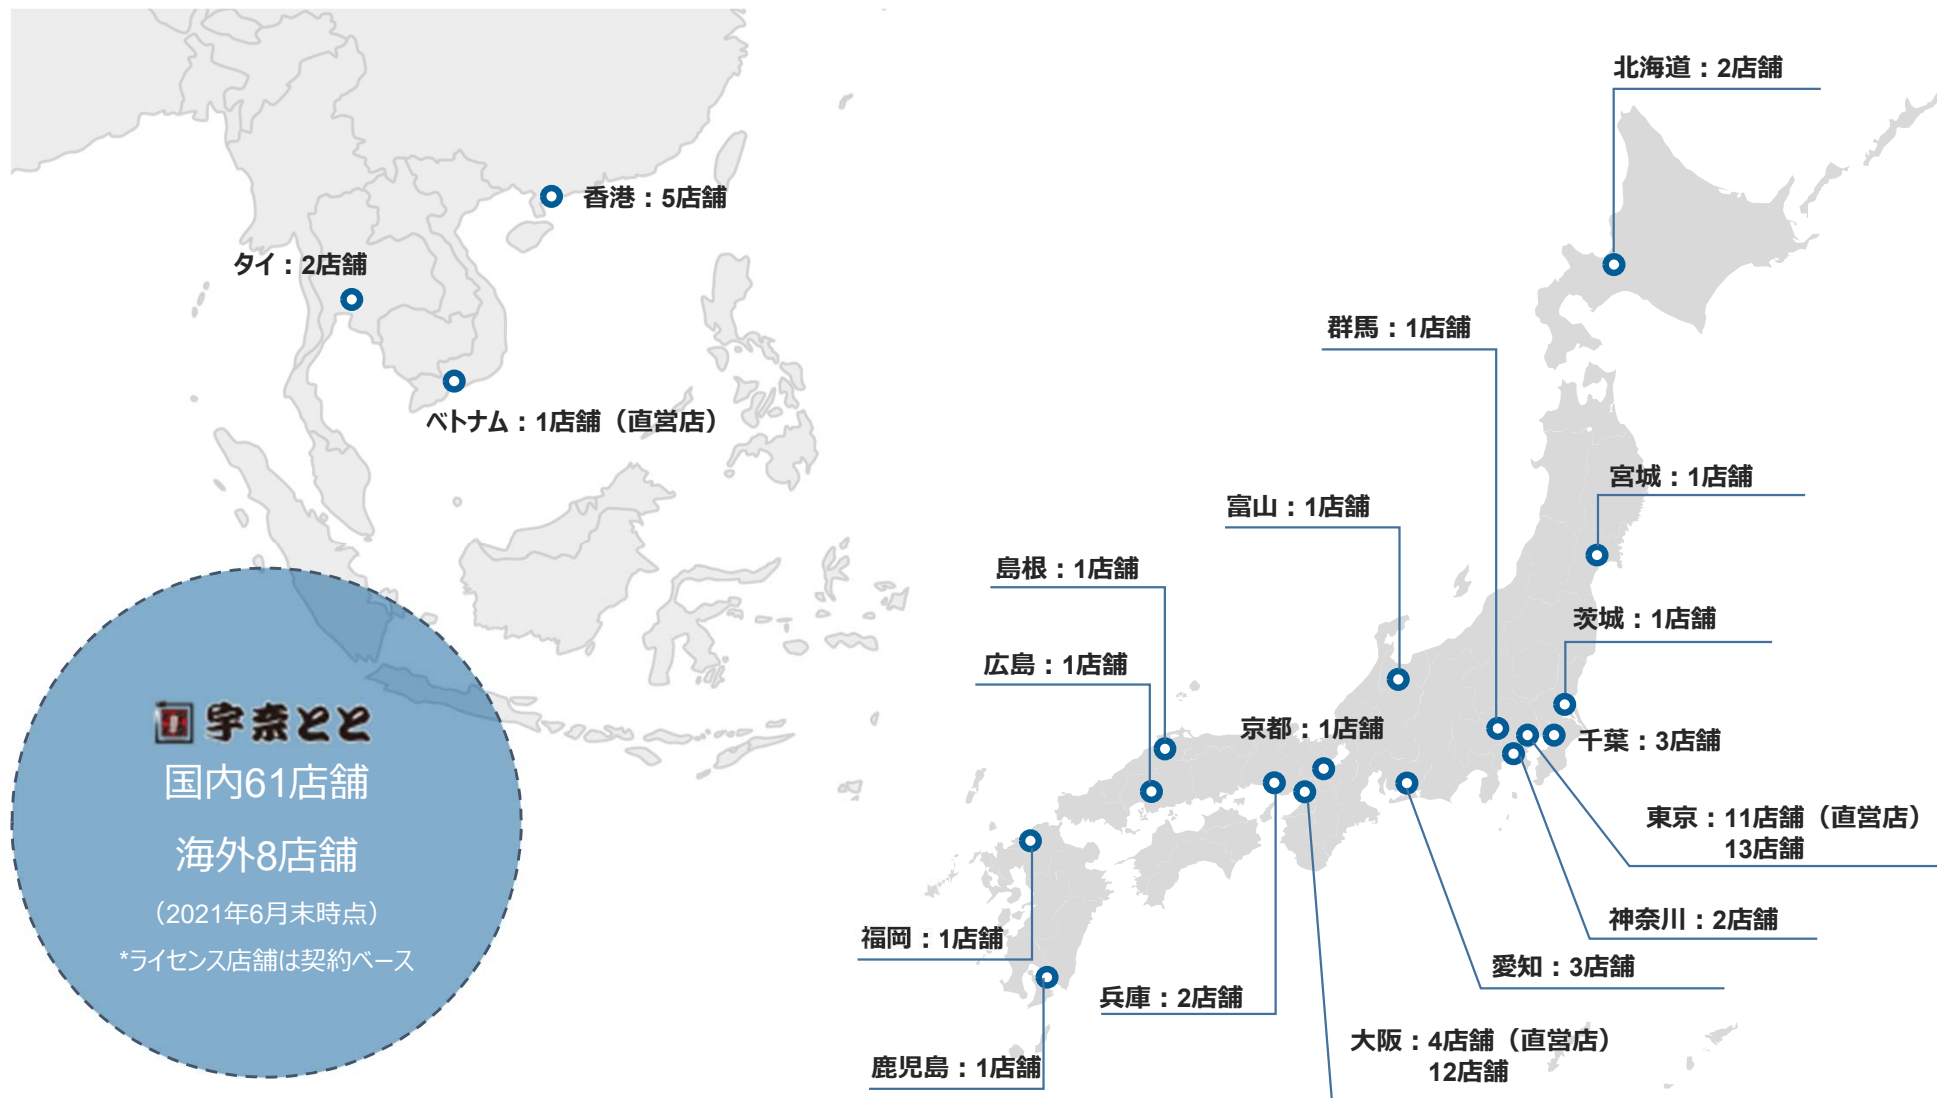 北海道：2店舗
香港：5店舗
タイ：2店舗
群馬：1店舗
ベトナム：1店舗（直営店）
宮城：1店舗
富山：1店舗
島根：1店舗
茨城：1店舗
広島：1店舗
京都：1店舗
千葉：3店舗
宇奈とと
国内61店舗
海外8店舗
（2021年6月末時点）
*ライセンス店舗は契約ベース
東京：11店舗（直営店）
13店舗
神奈川：2店舗
福岡：1店舗
愛知：3店舗
兵庫：2店舗
大阪：4店舗（直営店）
12店舗
鹿児島：1店舗